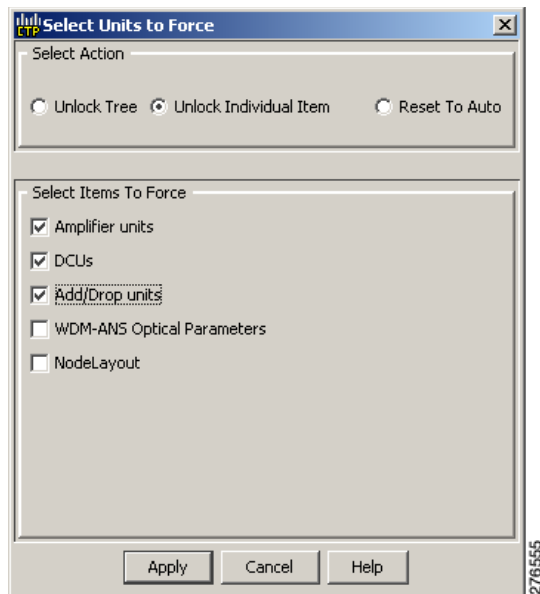 CTP Select Units to Force
Select Action
Unlock Tree Unlock Individual Item Reset To Auto
Select Items To Force
Amplifier units
DCUs
Add/Drop units
WDM-ANS Optical Parameters
NodeLayout
Apply Cancel Help
276555